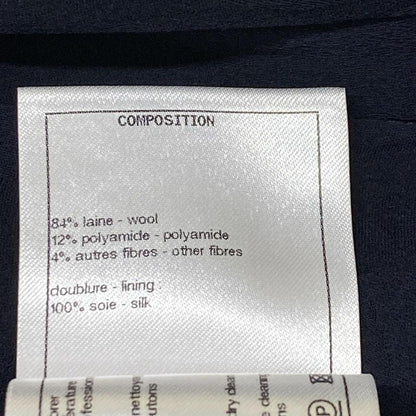 COMPOSITION
84% laine - wool
12% polyamide - polyamide
4% autres fibres - other fibres
doublure - lining :
100% soie - silk